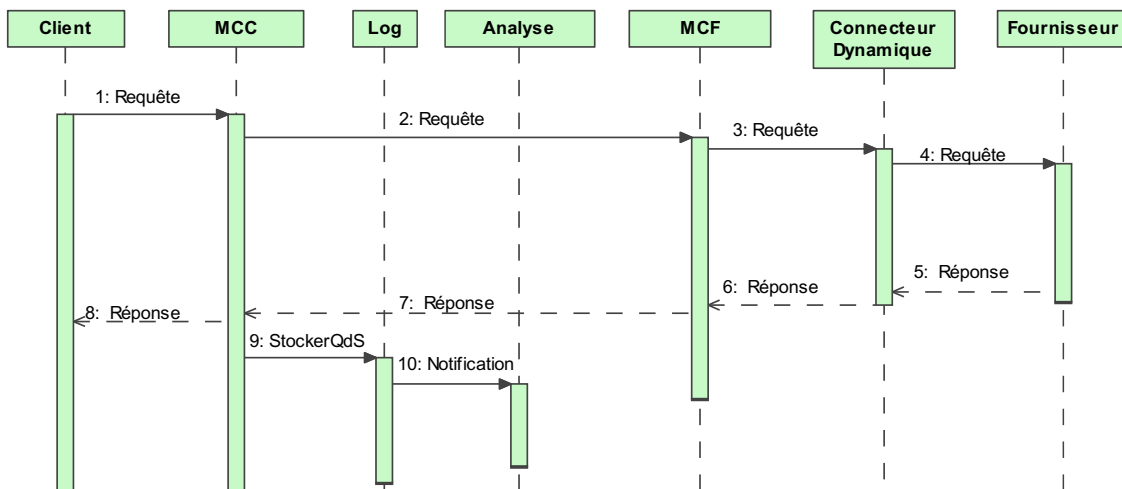 Client
MCC
Log
Analyse
MCF
Connecteur
Dynamique
Fournisseur
1: Requête
2: Requête
3: Requête
4: Requête
5: Réponse
6: Réponse
7: Réponse
8: Réponse
9: StockerQdS
10: Notification